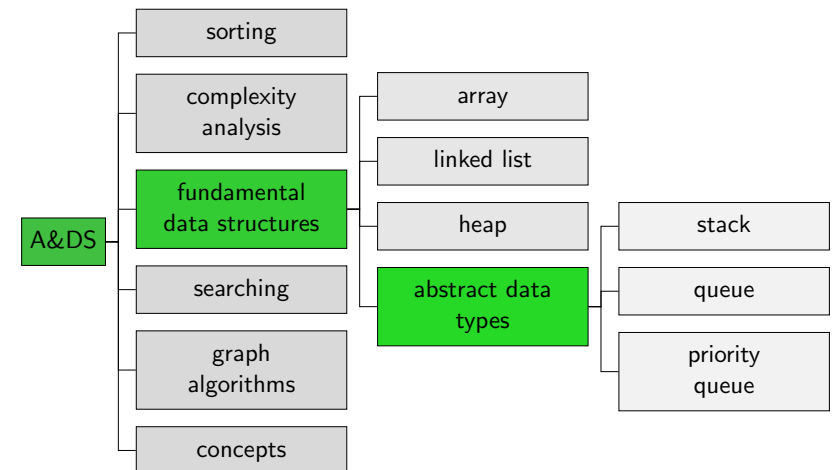 A&DS
sorting
complexity
analysis
fundamental
data structures
searching
graph
algorithms
concepts
array
linked list
heap
abstract data
types
stack
queue
priority
queue